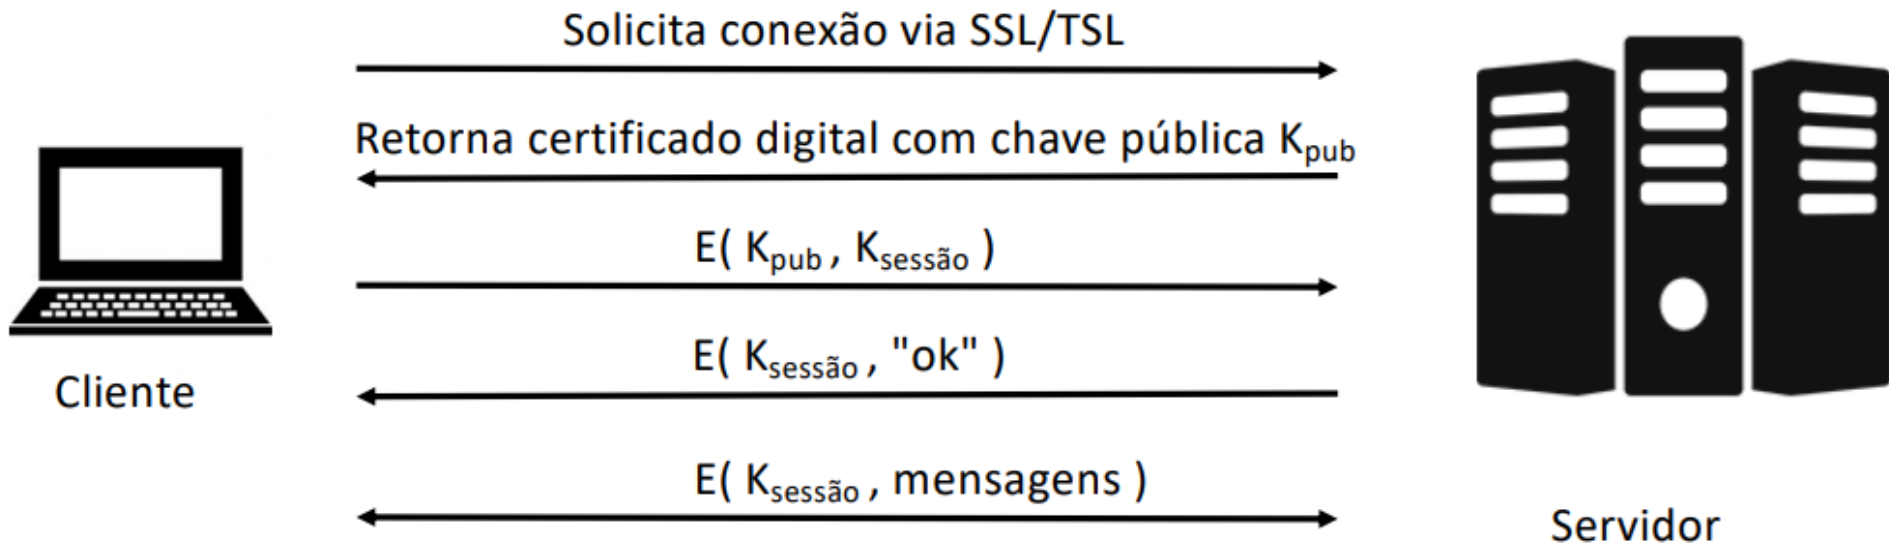 Solicita conexão via SSL/TSL
Retorna certificado digital com chave pública Kpub
E( Kpub , Ksessão )
E( Ksessão , "ok" )
Cliente
E( Ksessão , mensagens )
Servidor